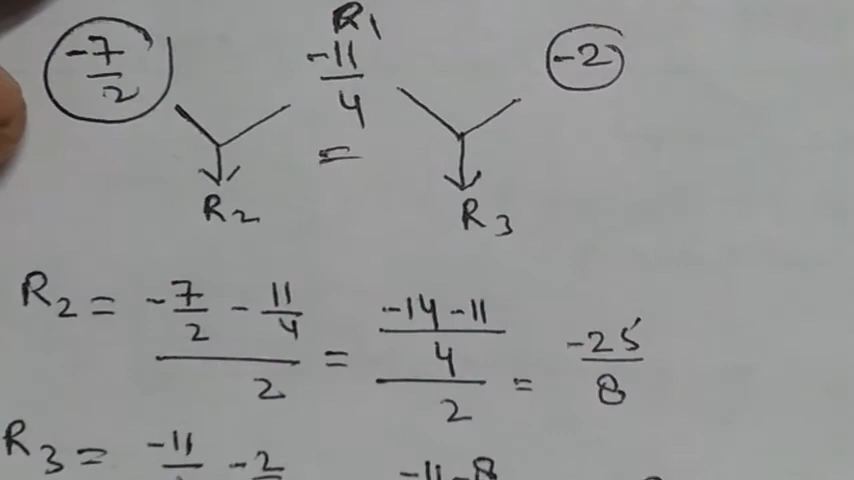 R1
-7/2 -11/4 -2
=
R2 R3
R2 = (-7/2 - 11/4)/2 = ((-14-11)/4)/2 = -25/8
R3 = -11/ -2/ -11-8